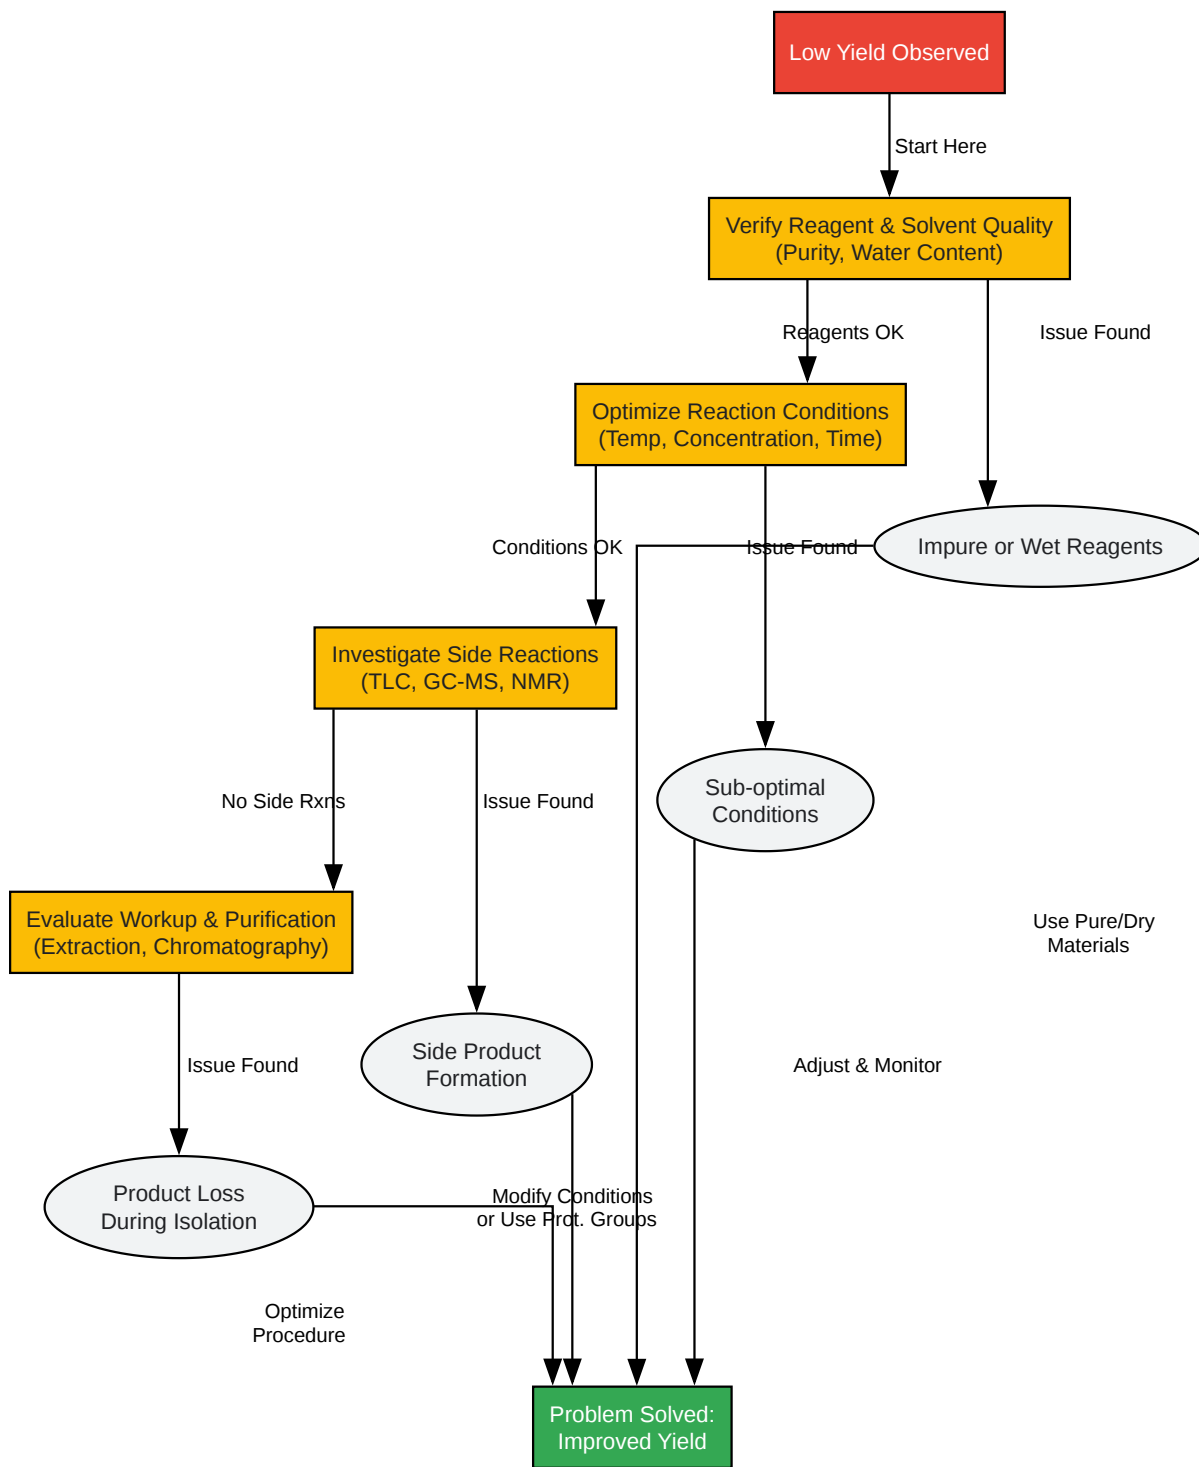 Low Yield Observed
Start Here
Verify Reagent & Solvent Quality
(Purity, Water Content)
Reagents OK
Issue Found
Optimize Reaction Conditions
(Temp, Concentration, Time)
Conditions OK
Issue Found
Impure or Wet Reagents
Investigate Side Reactions
(TLC, GC-MS, NMR)
No Side Rxns
Issue Found
Sub-optimal
Conditions
Evaluate Workup & Purification
(Extraction, Chromatography)
Use Pure/Dry
Materials
Issue Found
Side Product
Formation
Adjust & Monitor
Product Loss
During Isolation
Modify Conditions
or Use Prot. Groups
Optimize
Procedure
Problem Solved:
Improved Yield